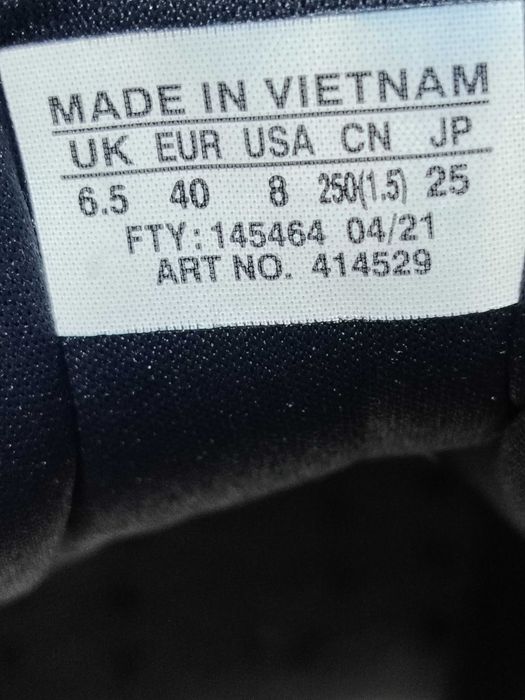 MADE IN VIETNAM
UK EUR USA CN JP
6.5 40 8 250(1.5) 25
FTY: 145464 04/21
ART NO. 414529